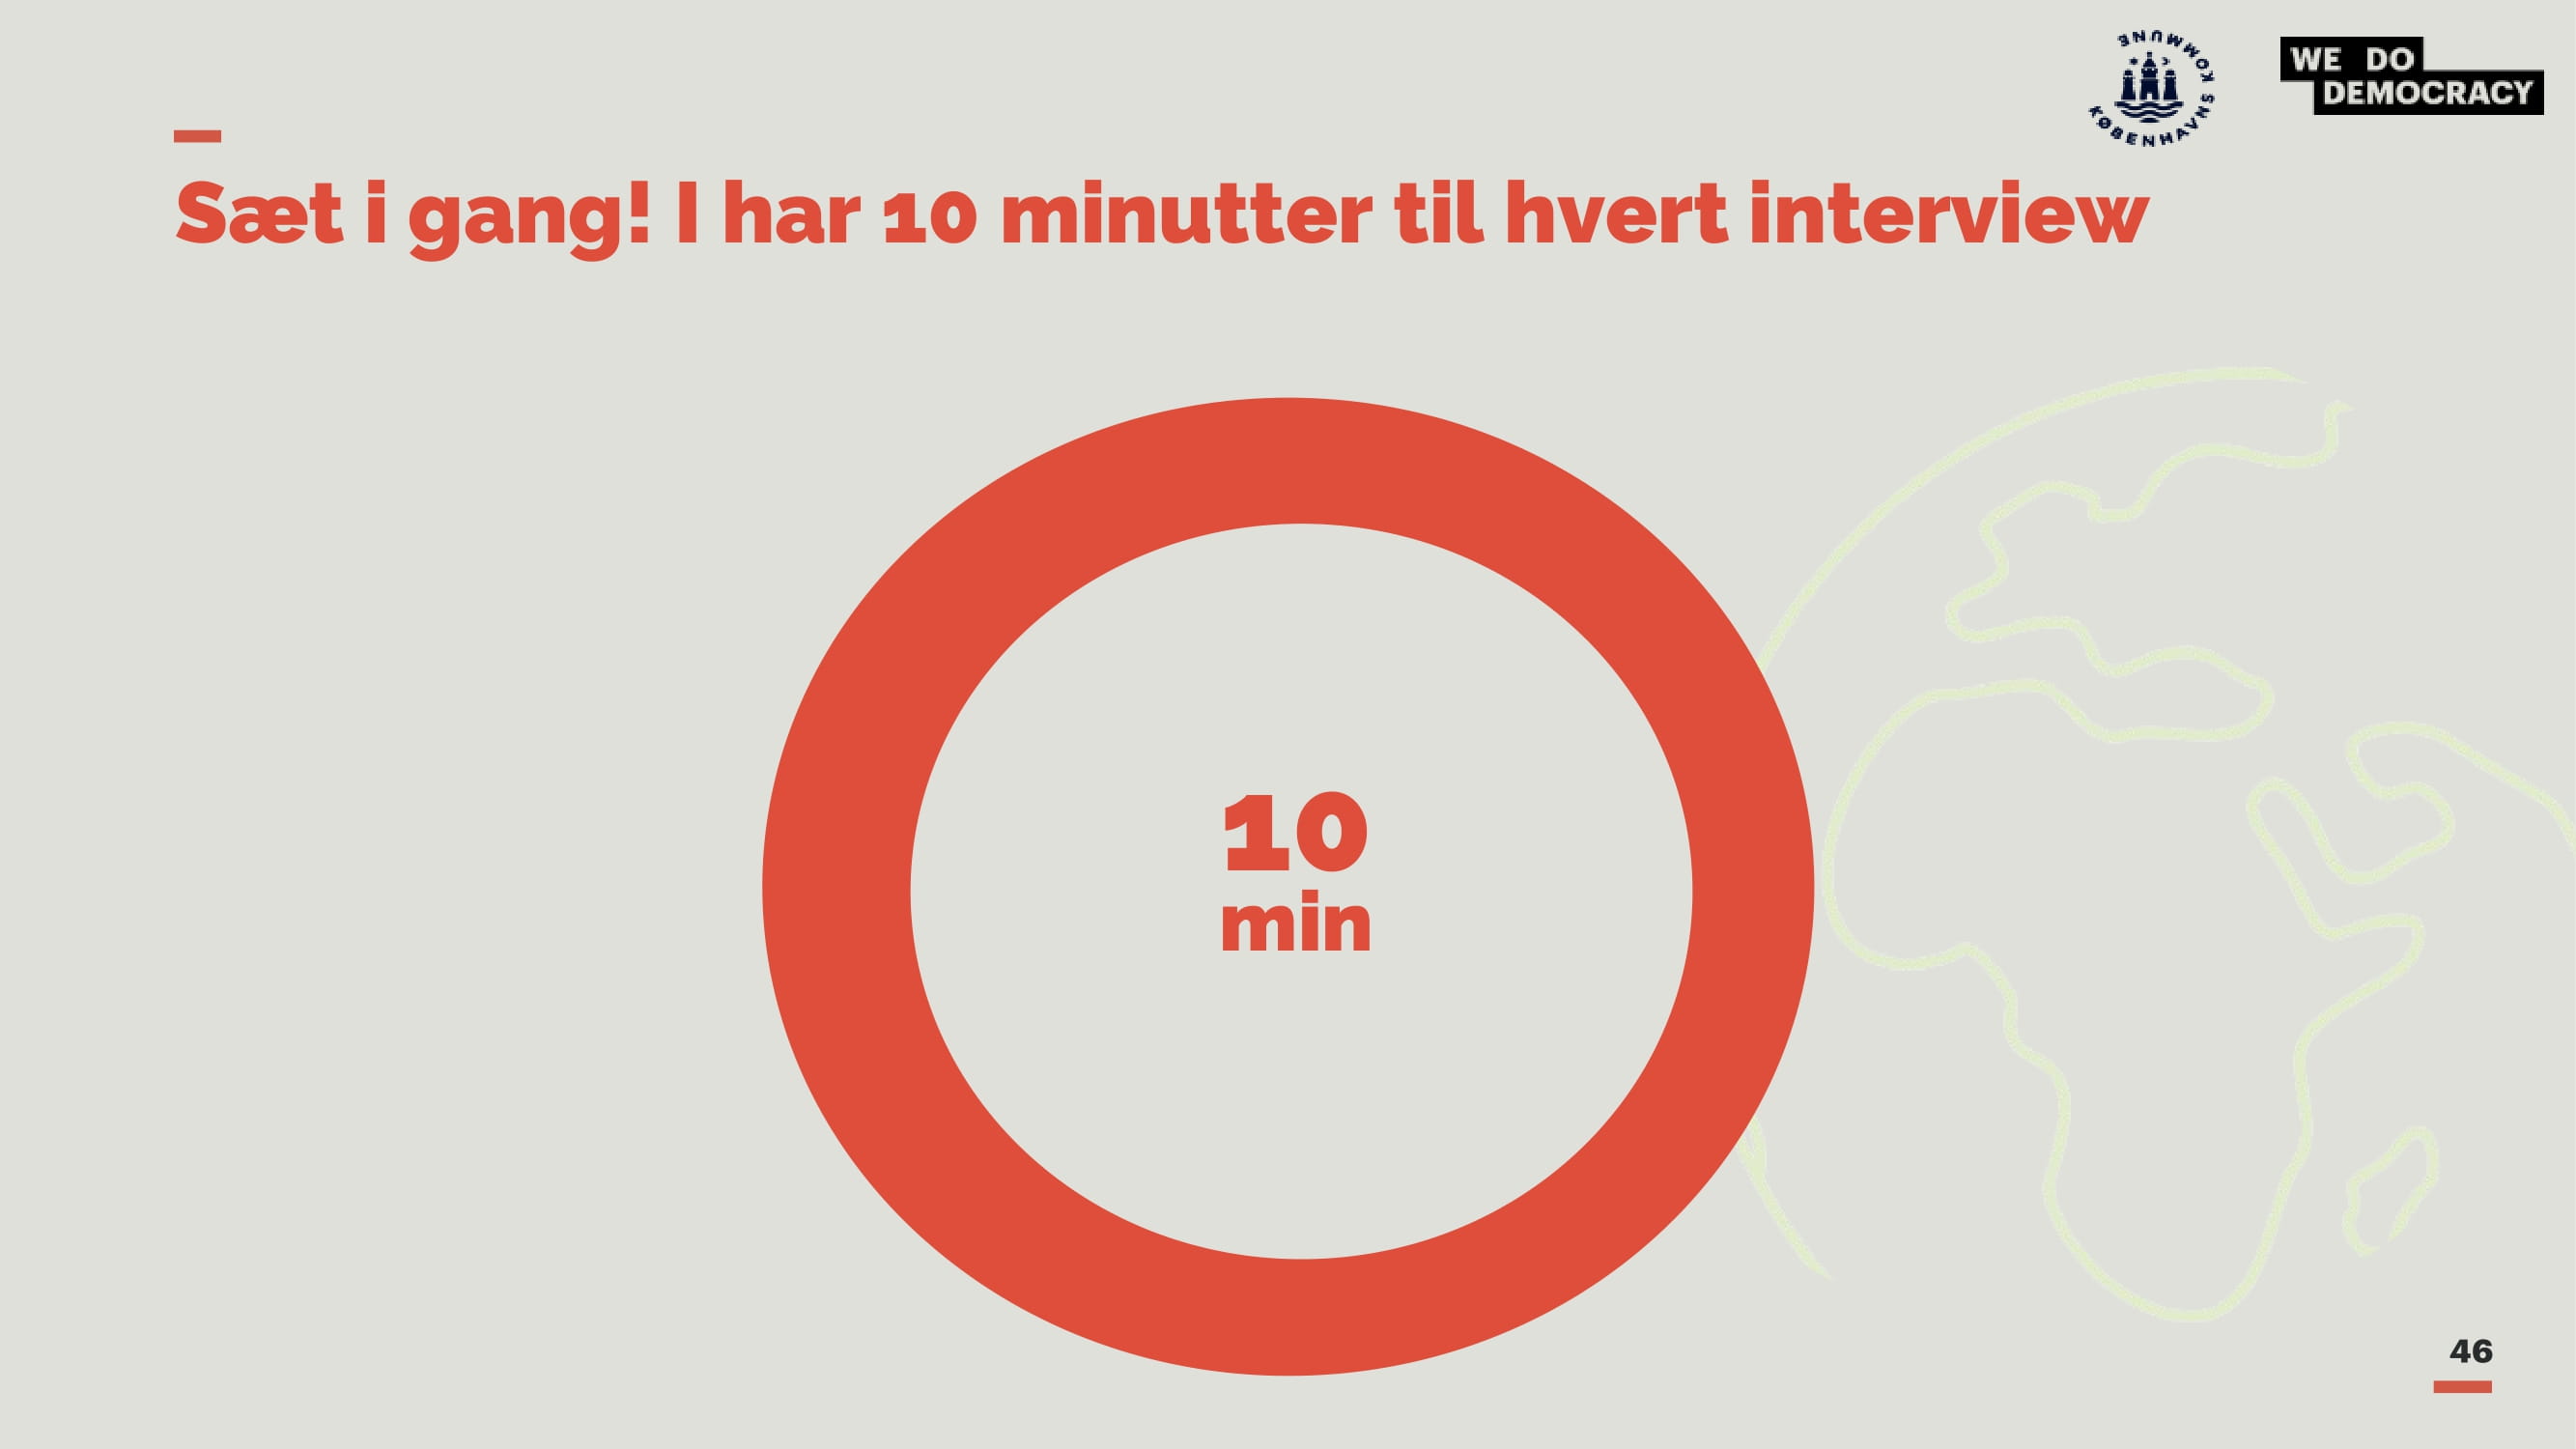 KØBENHAVNS KOMMUNE
WE DO
DEMOCRACY
Sæt i gang! I har 10 minutter til hvert interview
10
min
46